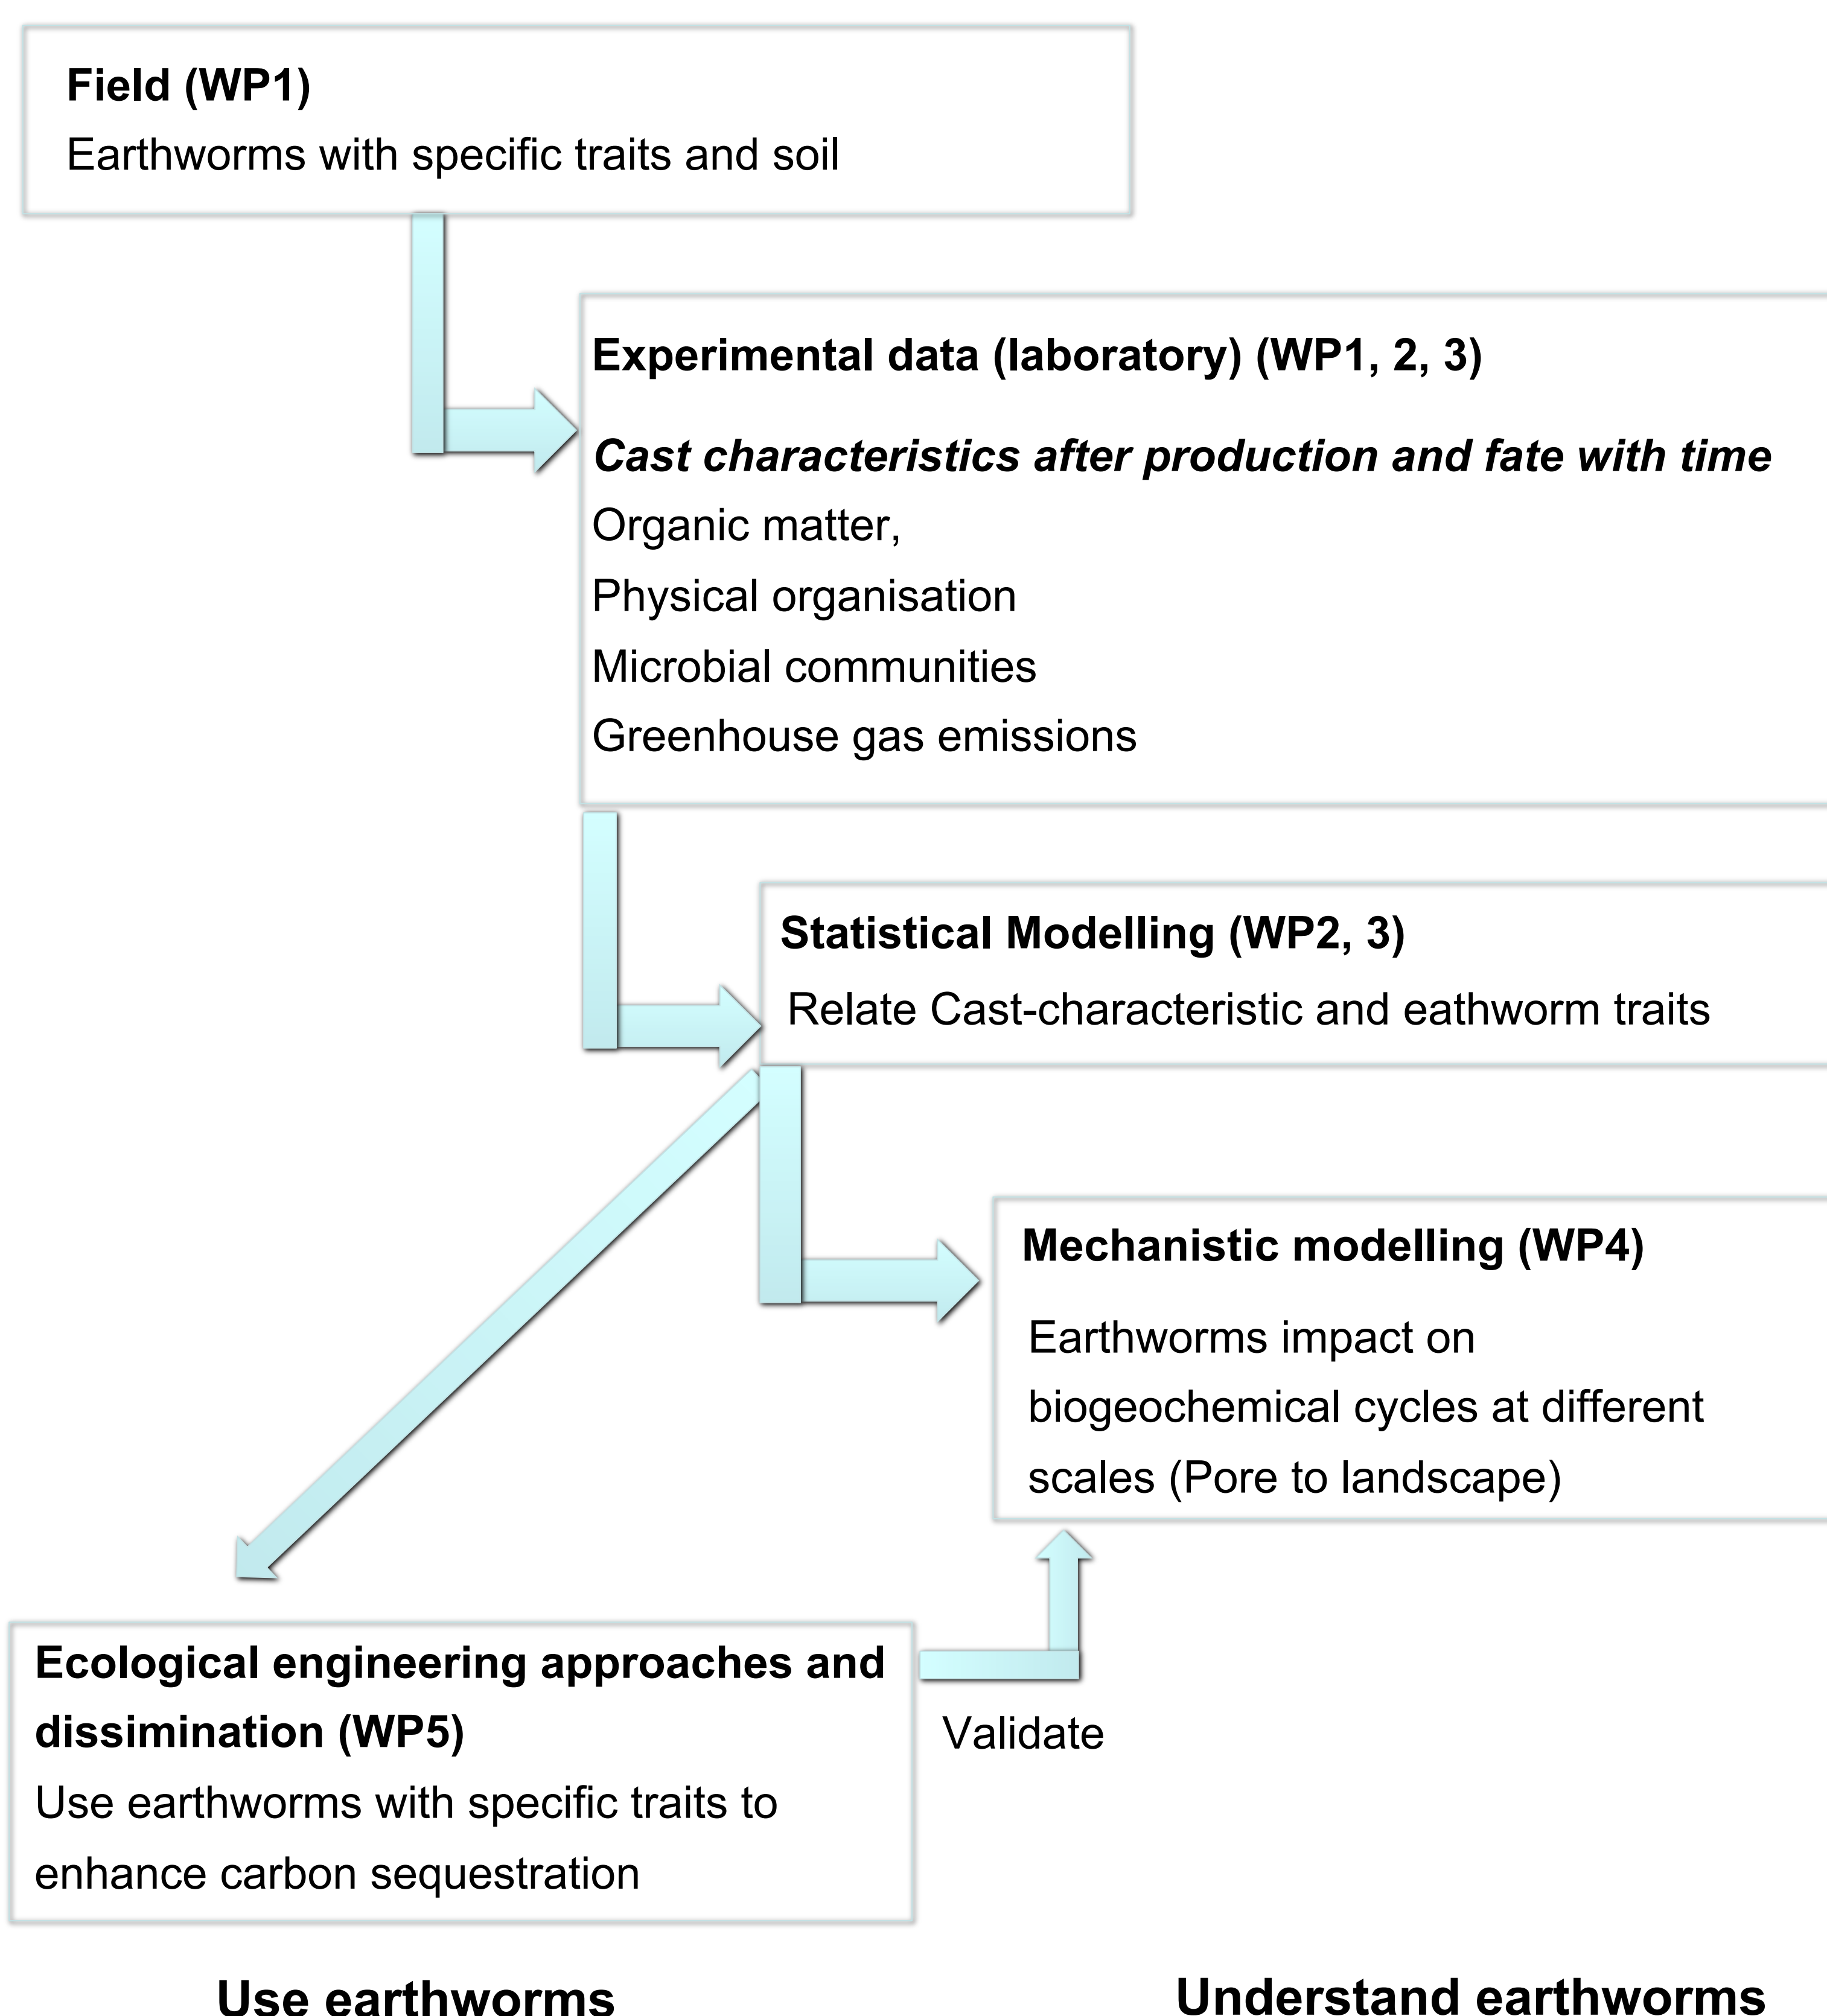 Field (WP1)
Earthworms with specific traits and soil
Experimental data (laboratory) (WP1, 2, 3)
Cast characteristics after production and fate with time
Organic matter,
Physical organisation
Microbial communities
Greenhouse gas emissions
Statistical Modelling (WP2, 3)
Relate Cast-characteristic and eathworm traits
Mechanistic modelling (WP4)
Earthworms impact on
biogeochemical cycles at different
scales (Pore to landscape)
Ecological engineering approaches and
dissimination (WP5)
Use earthworms with specific traits to
enhance carbon sequestration
Validate
Use earthworms
Understand earthworms